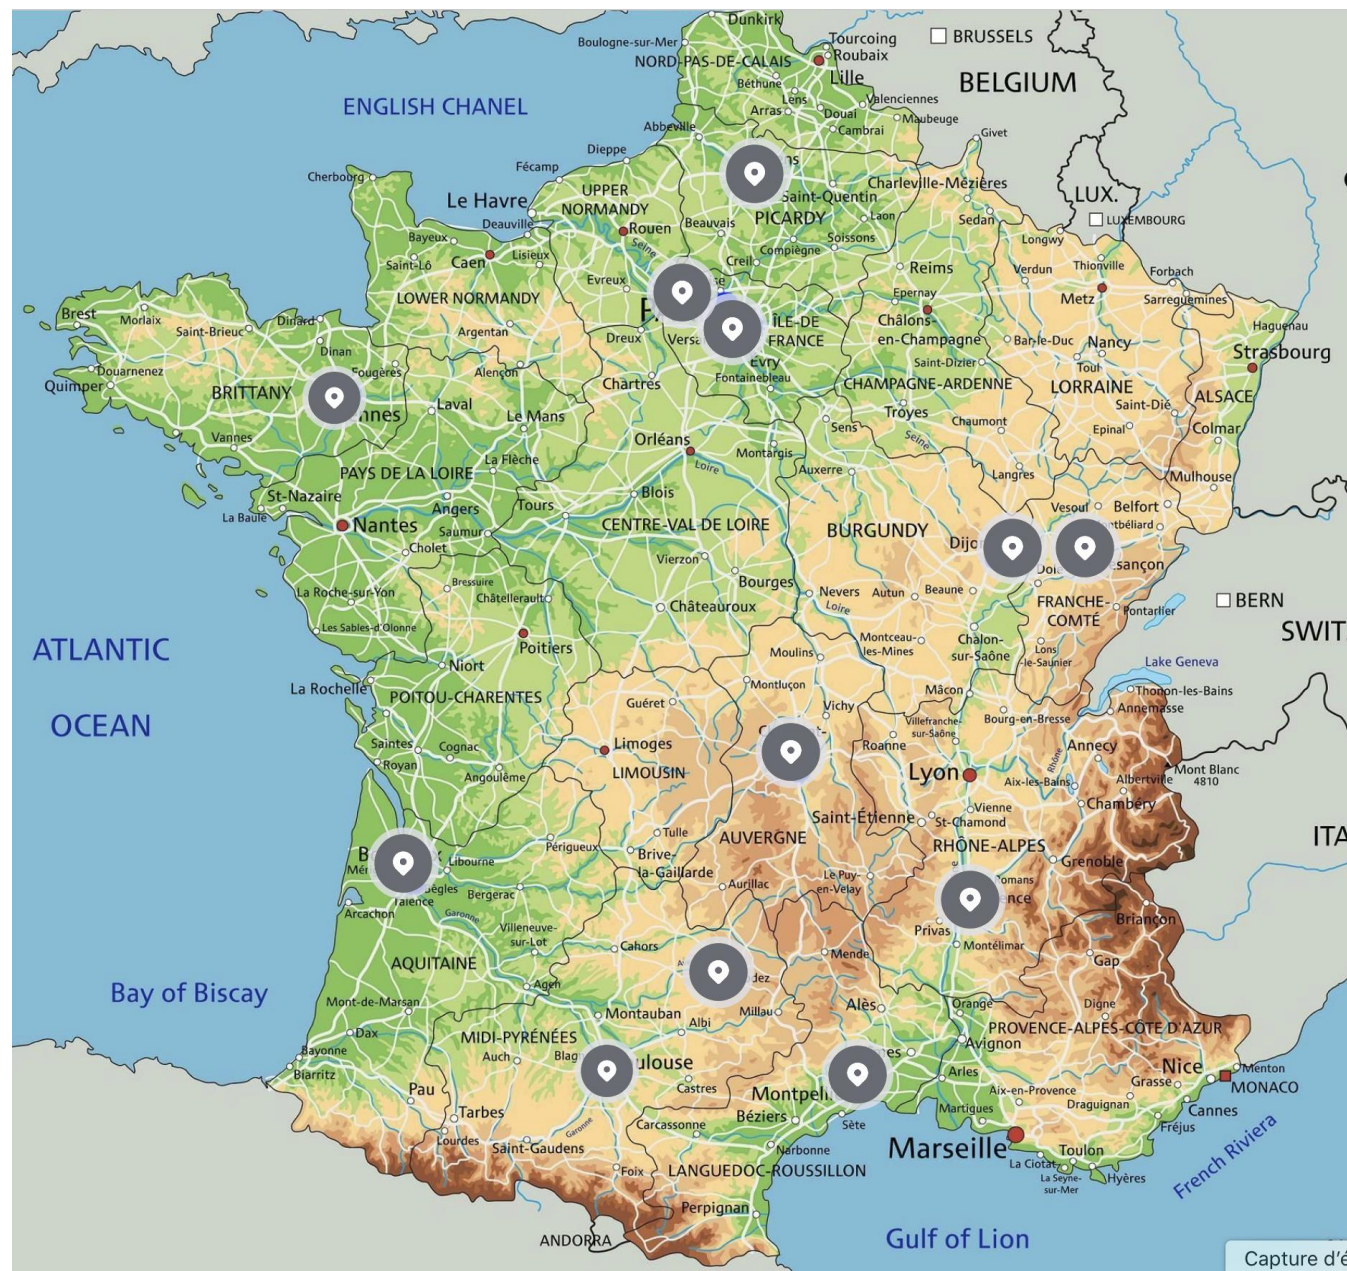 Dunkirk
Tourcoing
BRUSSELS
Boulogne-sur-Mer
Roubaix
NORD-PAS-DE-CALAIS
Lille
BELGIUM
Béthune
ENGLISH CHANEL
Lens
Valenciennes
Arras
Douai
Maubeuge
Abbeville
Cambrai
Givet
Dieppe
Fécamp
Cherbourg
Charleville-Mézières
UPPER
NORMANDY
Saint-Quentin
LUX.
Le Havre
PICARDY
Laon
Sedan
LUXEMBOURG
Deauville
Rouen
Beauvais
Bayeux
Seine
Soissons
Longwy
Caen
Lisieux
Compiègne
Saint-Lô
Creil
Reims
Verdun
Thionville
Forbach
Evreux
Epernay
Metz
Sarreguemines
LOWER NORMANDY
Brest
Morlaix
Saint-Brieuc
Dinard
Argentan
Dreux
ÎLE-DE
FRANCE
Châlons-
en-Champagne
Bar-le-Duc
Nancy
Haguenau
Dinan
Strasbourg
Douarnenez
Fougères
Alençon
Evry
Saint-Dizier
Toul
Quimper
BRITTANY
Chartres
Fontainebleau
CHAMPAGNE-ARDENNE
LORRAINE
ALSACE
Laval
Le Mans
Troyes
Saint-Dié
Vannes
Orléans
Sens
Seine
Chaumont
Epinal
Colmar
Montargis
La Flèche
Loire
Auxerre
Langres
PAYS DE LA LOIRE
Mulhouse
St-Nazaire
Blois
La Baule
Angers
Tours
Vesoul
Belfort
Nantes
Saumur
CENTRE-VAL DE LOIRE
BURGUNDY
Cholet
Vierzon
Bressuire
Bourges
La Roche-sur-Yon
Châtellerault
Nevers
Autun
Beaune
FRANCHE-
COMTÉ
BERN
Châteauroux
Loire
Pontarlier
Les Sables-d'Olonne
ATLANTIC
Poitiers
Montceau-
les-Mines
Chalon-
sur-Saône
Lons
-le-Saunier
Moulins
Niort
Lake Geneva
La Rochelle
POITOU-CHARENTES
Montluçon
Mâcon
Thonon-les-Bains
OCEAN
Guéret
Vichy
Villefranche-
sur-Saône
Bourg-en-Bresse
Annemasse
Saintes
Cognac
Limoges
Roanne
Annecy
Royan
Angoulême
LIMOUSIN
Lyon
Rhône
Aix-les-Bains
Albertville
Mont Blanc
4810
Chambéry
Vienne
Tulle
AUVERGNE
Saint-Étienne
St-Chamond
Périgueux
Brive-
la-Gaillarde
RHÔNE-ALPES
Libourne
Grenoble
Bègles
Le Puy-
en-Velay
Talence
Bergerac
Aurillac
Arcachon
Garonne
Briançon
Villeneuve-
sur-Lot
Privas
Cahors
Montélimar
AQUITAINE
Mende
Gap
Bay of Biscay
Agen
Mont-de-Marsan
Montauban
Millau
Alès
Orange
Digne
Albi
Dax
MIDI-PYRÉNÉES
PROVENCE-ALPES-CÔTE D'AZUR
Avignon
Bayonne
Auch
Nice
Menton
Biarritz
Arles
Pau
Castres
Aix-en-Provence
Grasse
MONACO
Draguignan
Cannes
Tarbes
Béziers
Martigues
Fréjus
Garonne
Carcassonne
Sète
Lourdes
Saint-Gaudens
Narbonne
Marseille
Toulon
French Riviera
Foix
LANGUEDOC-ROUSSILLON
La Ciotat
La Seyne-
sur-Mer
Hyères
Perpignan
ANDORRA
Gulf of Lion